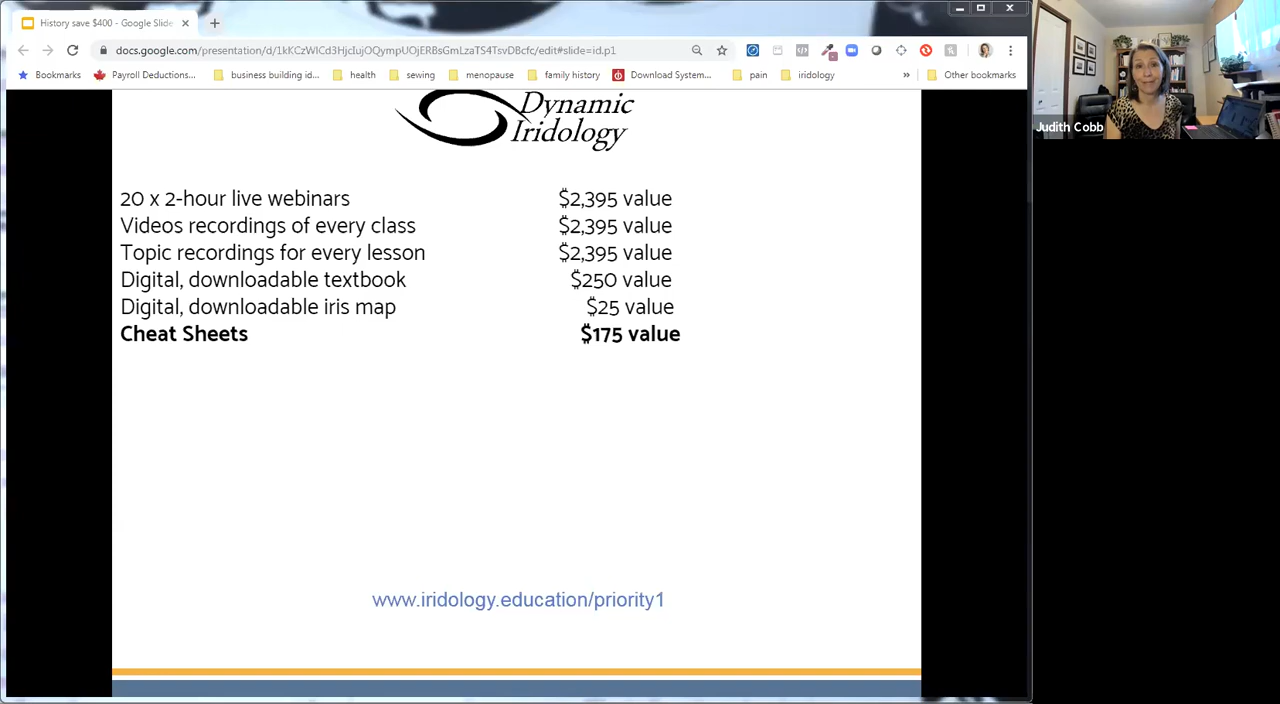 History save $400 - Google Slide
docs.google.com/presentation/d/1kKCzWlCd3HjcIujOQympUOjERBsGmLzaTS4TsvDBcfc/edit#slide=id.p1
Bookmarks Payroll Deductions... business building id... health sewing menopause family history Download System... pain iridology » Other bookmarks
Judith Cobb
Dynamic
Iridology
20 x 2-hour live webinars $2,395 value
Videos recordings of every class $2,395 value
Topic recordings for every lesson $2,395 value
Digital, downloadable textbook $250 value
Digital, downloadable iris map $25 value
Cheat Sheets $175 value
www.iridology.education/priority1